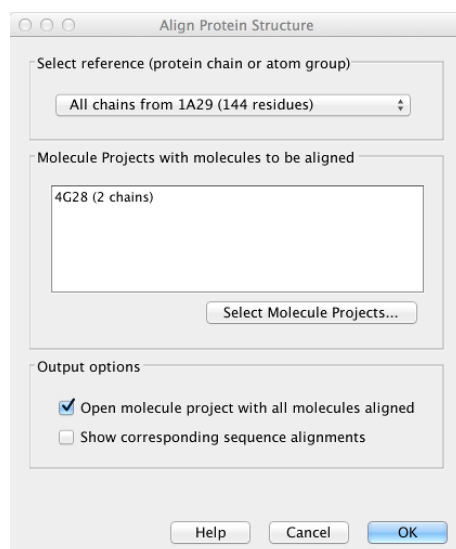 Align Protein Structure
Select reference (protein chain or atom group)
All chains from 1A29 (144 residues)
Molecule Projects with molecules to be aligned
4G28 (2 chains)
Select Molecule Projects...
Output options
Open molecule project with all molecules aligned
Show corresponding sequence alignments
Help Cancel OK